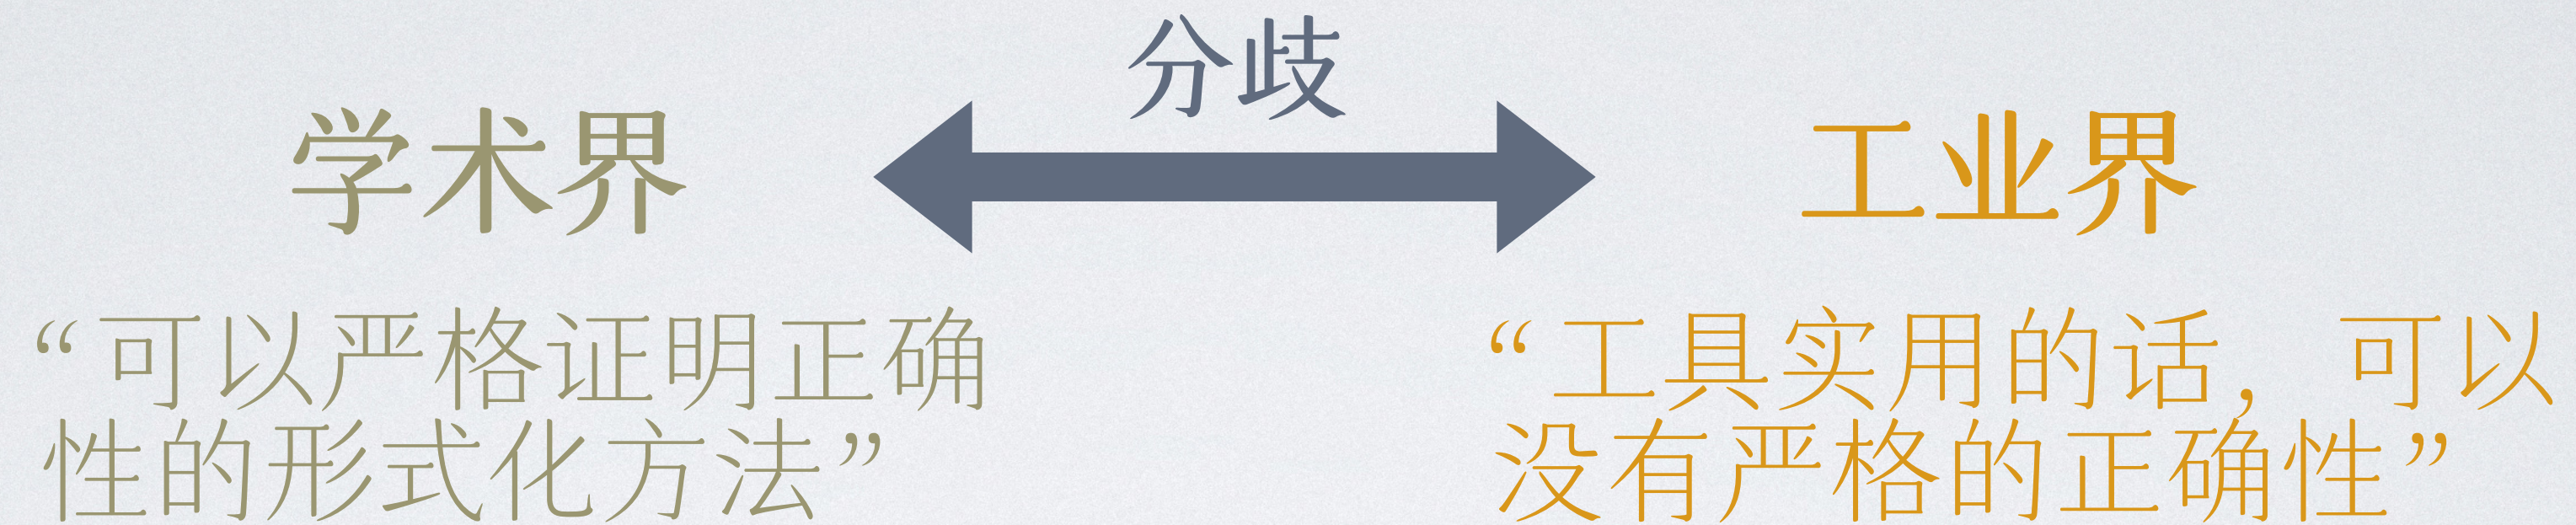 分歧
学术界
工业界
“可以严格证明正确
性的形式化方法”
“工具实用的话，可以
没有严格的正确性”